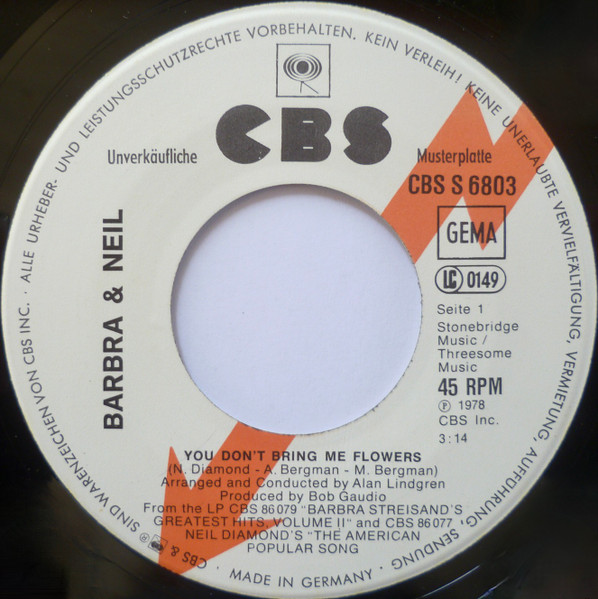 ALLE URHEBER- UND LEISTUNGSSCHUTZRECHTE VORBEHALTEN. KEIN VERLEIH! KEINE UNERLAUBTE VERVIELFÄLTIGUNG, VERMIETUNG, AUFFÜHRUNG, SENDUNG.
CBS
Unverkäufliche
Musterplatte
CBS S 6803
GEMA
LC 0149
BARBRA & NEIL
Seite 1
Stonebridge
Music /
Threesome
Music
45 RPM
Ⓟ 1978
CBS Inc.
3:14
YOU DON'T BRING ME FLOWERS
(N. Diamond - A. Bergman - M. Bergman)
Arranged and Conducted by Alan Lindgren
Produced by Bob Gaudio
From the LP CBS 86079 "BARBRA STREISAND'S
GREATEST HITS, VOLUME II" and CBS 86077
NEIL DIAMOND'S "THE AMERICAN
POPULAR SONG
MADE IN GERMANY
CBS & SIND WARENZEICHEN VON CBS INC.